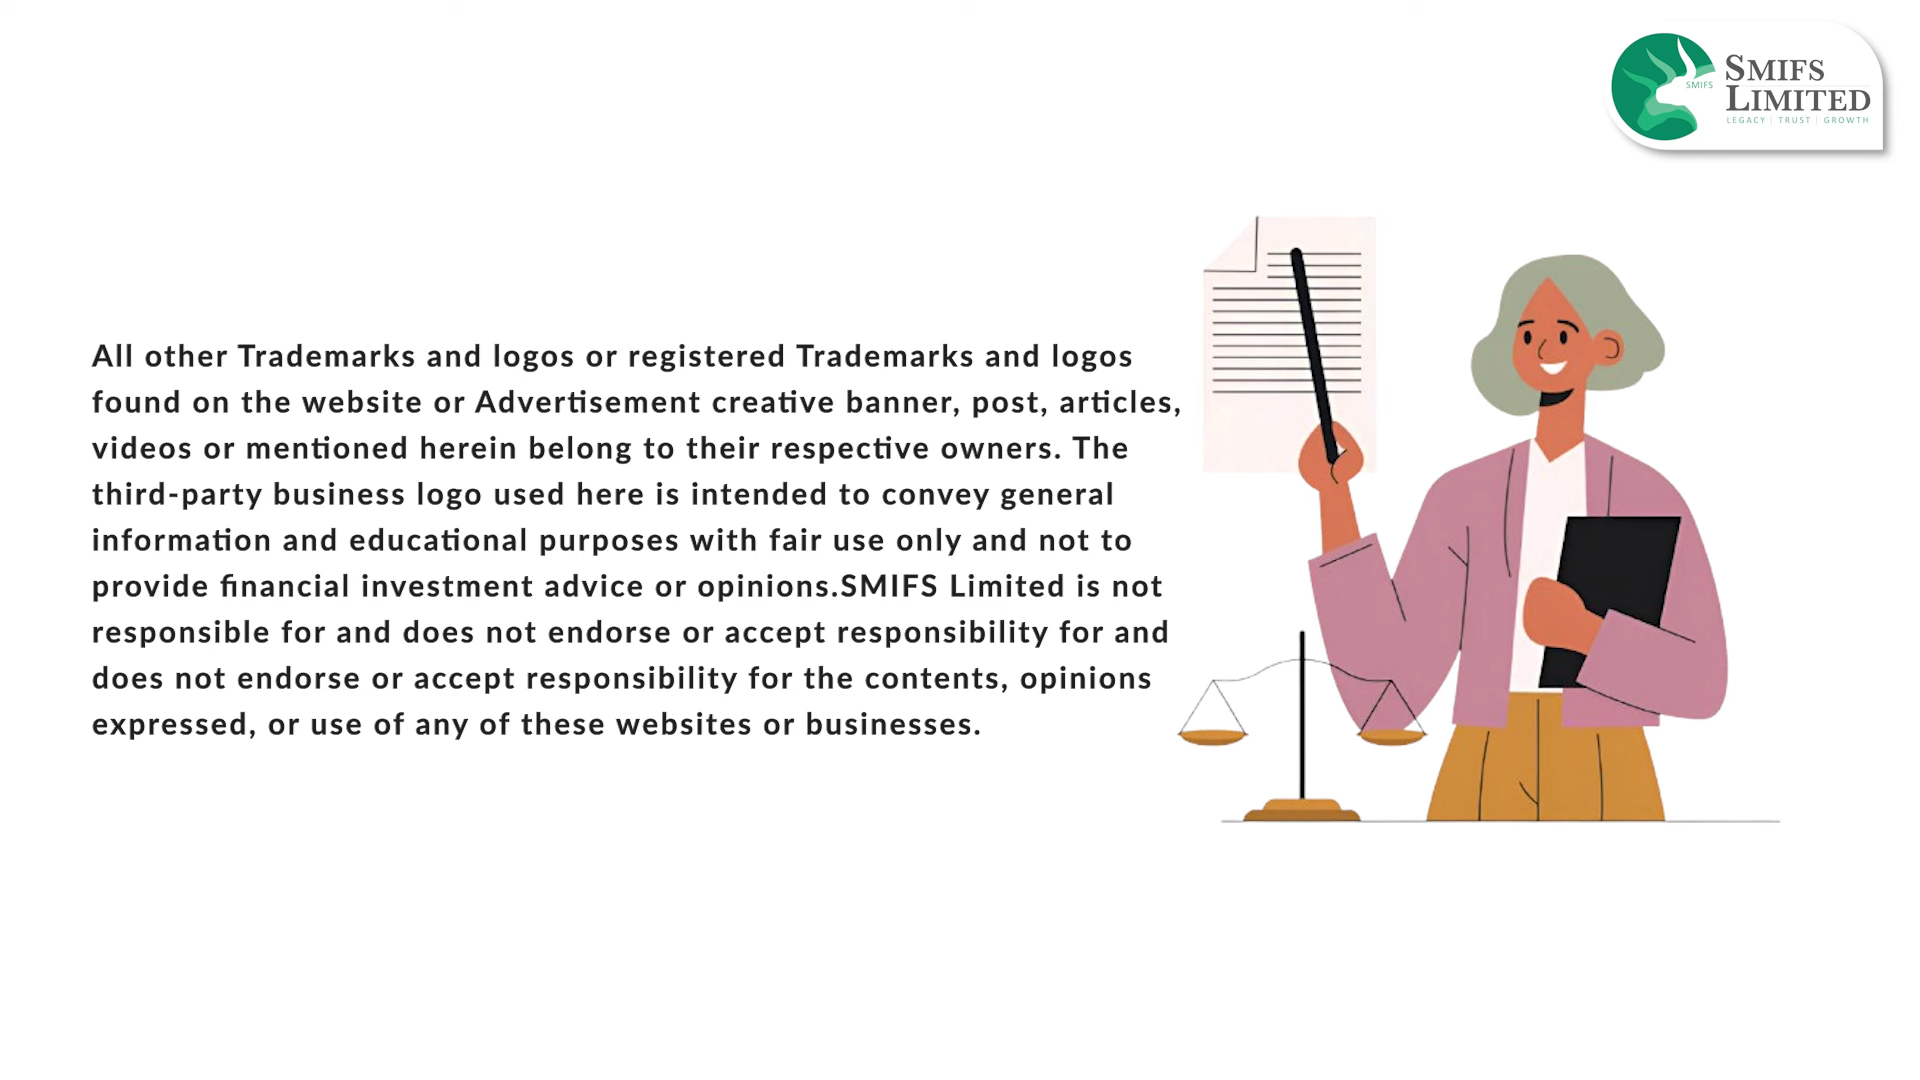 SMIFS
SMIFS
LIMITED
LEGACY | TRUST | GROWTH
All other Trademarks and logos or registered Trademarks and logos
found on the website or Advertisement creative banner, post, articles,
videos or mentioned herein belong to their respective owners. The
third-party business logo used here is intended to convey general
information and educational purposes with fair use only and not to
provide financial investment advice or opinions.SMIFS Limited is not
responsible for and does not endorse or accept responsibility for and
does not endorse or accept responsibility for the contents, opinions
expressed, or use of any of these websites or businesses.